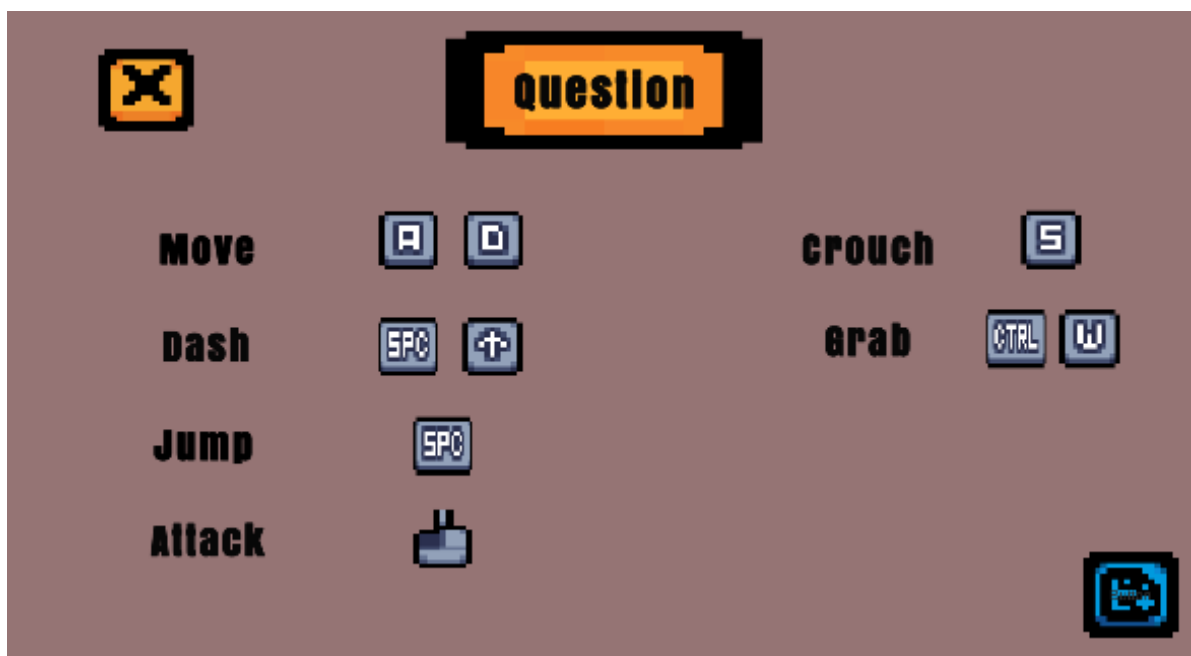 Question
Move A D
Crouch S
Dash SPC
Grab CTRL W
Jump SPC
Attack